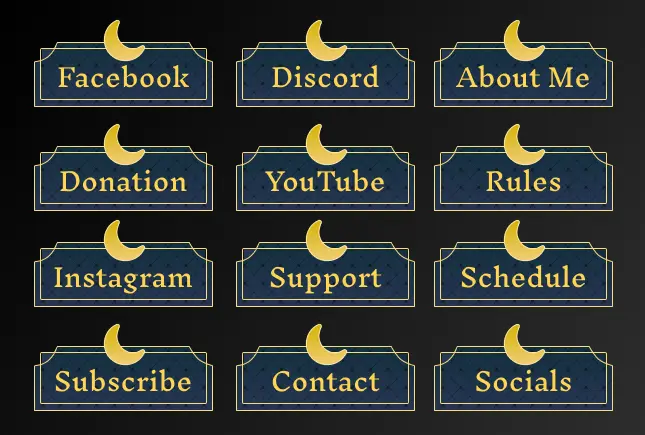 Facebook
Discord
About Me
Donation
YouTube
Rules
Instagram
Support
Schedule
Subscribe
Contact
Socials